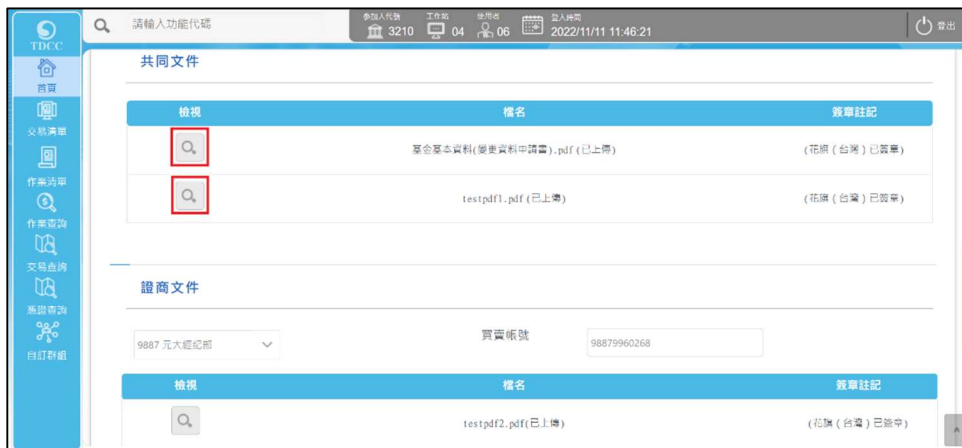 TDCC
請輸入功能代碼
參加人代號 3210
工作站 04
使用者 06
登入時間 2022/11/11 11:46:21
登出
首頁
交易清單
作業清單
作業查詢
交易查詢
憑證查詢
自訂群組
共同文件
檢視 檔名 簽章註記
基金基本資料(變更資料申請書).pdf(已上傳) (花旗(台灣)已簽章)
testpdf1.pdf(已上傳) (花旗(台灣)已簽章)
證商文件
9887 元大經紀部 買賣帳號 98879960268
檢視 檔名 簽章註記
testpdf2.pdf(已上傳) (花旗(台灣)已簽章)